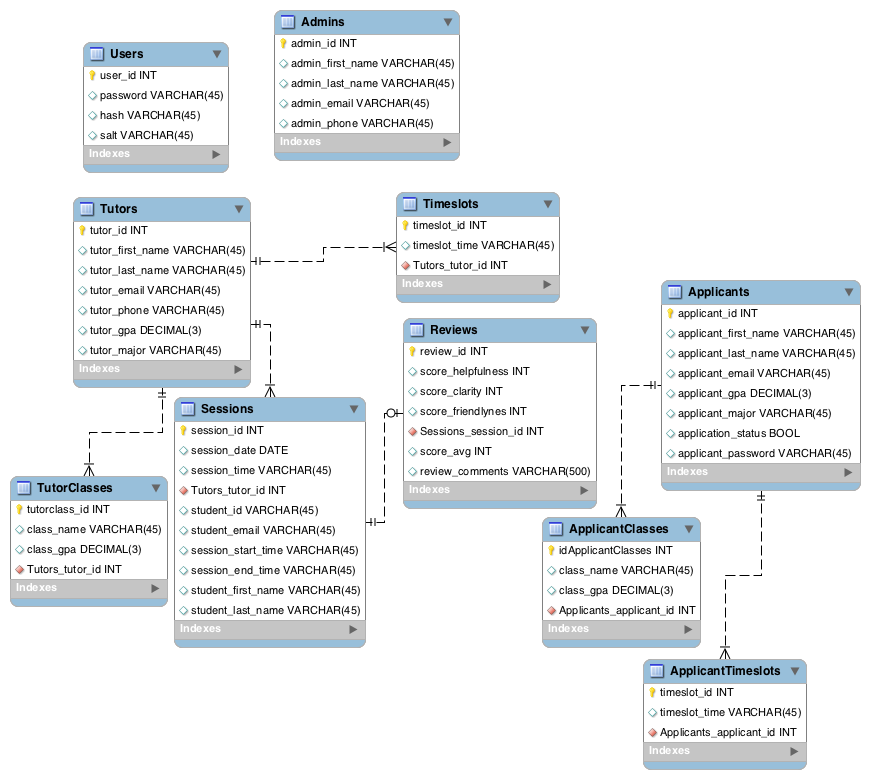 Users
user_id INT
password VARCHAR(45)
hash VARCHAR(45)
salt VARCHAR(45)
Indexes
Admins
admin_id INT
admin_first_name VARCHAR(45)
admin_last_name VARCHAR(45)
admin_email VARCHAR(45)
admin_phone VARCHAR(45)
Indexes
Tutors
tutor_id INT
tutor_first_name VARCHAR(45)
tutor_last_name VARCHAR(45)
tutor_email VARCHAR(45)
tutor_phone VARCHAR(45)
tutor_gpa DECIMAL(3)
tutor_major VARCHAR(45)
Indexes
Timeslots
timeslot_id INT
timeslot_time VARCHAR(45)
Tutors_tutor_id INT
Indexes
Reviews
review_id INT
score_helpfulness INT
score_clarity INT
score_friendlynes INT
Sessions_session_id INT
score_avg INT
review_comments VARCHAR(500)
Indexes
Applicants
applicant_id INT
applicant_first_name VARCHAR(45)
applicant_last_name VARCHAR(45)
applicant_email VARCHAR(45)
applicant_gpa DECIMAL(3)
applicant_major VARCHAR(45)
application_status BOOL
applicant_password VARCHAR(45)
Indexes
Sessions
session_id INT
session_date DATE
session_time VARCHAR(45)
Tutors_tutor_id INT
student_id VARCHAR(45)
student_email VARCHAR(45)
session_start_time VARCHAR(45)
session_end_time VARCHAR(45)
student_first_name VARCHAR(45)
student_last_name VARCHAR(45)
Indexes
TutorClasses
tutorclass_id INT
class_name VARCHAR(45)
class_gpa DECIMAL(3)
Tutors_tutor_id INT
Indexes
ApplicantClasses
idApplicantClasses INT
class_name VARCHAR(45)
class_gpa DECIMAL(3)
Applicants_applicant_id INT
Indexes
ApplicantTimeslots
timeslot_id INT
timeslot_time VARCHAR(45)
Applicants_applicant_id INT
Indexes